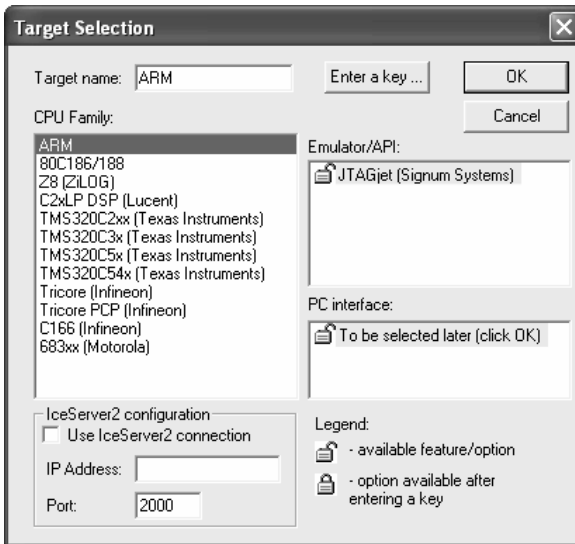 Target Selection
Target name: ARM
Enter a key ...
OK
Cancel
CPU Family:
ARM
80C186/188
Z8 (ZiLOG)
C2xLP DSP (Lucent)
TMS320C2xx (Texas Instruments)
TMS320C3x (Texas Instruments)
TMS320C5x (Texas Instruments)
TMS320C54x (Texas Instruments)
Tricore (Infineon)
Tricore PCP (Infineon)
C166 (Infineon)
683xx (Motorola)
Emulator/API:
JTAGjet (Signum Systems)
PC interface:
To be selected later (click OK)
IceServer2 configuration
Use IceServer2 connection
IP Address:
Port: 2000
Legend:
- available feature/option
- option available after
entering a key